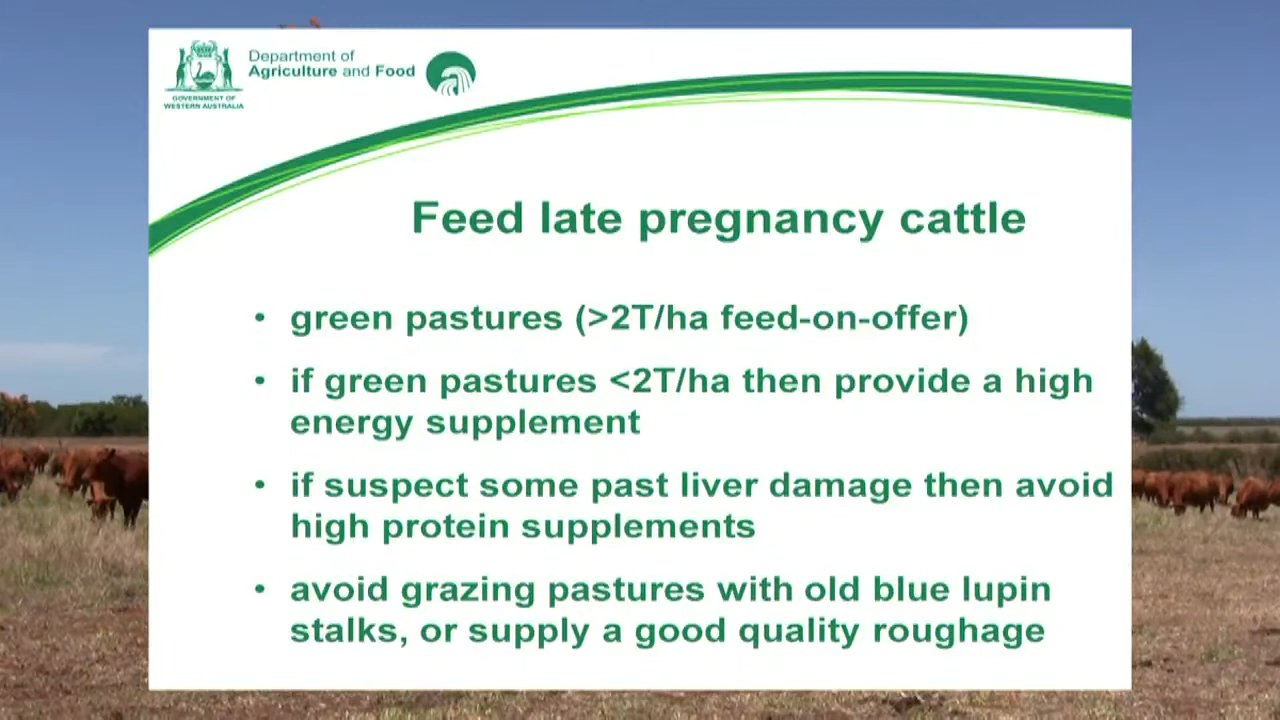 Department of
Agriculture and Food
GOVERNMENT OF
WESTERN AUSTRALIA
Feed late pregnancy cattle
• green pastures (>2T/ha feed-on-offer)
• if green pastures <2T/ha then provide a high
energy supplement
• if suspect some past liver damage then avoid
high protein supplements
• avoid grazing pastures with old blue lupin
stalks, or supply a good quality roughage